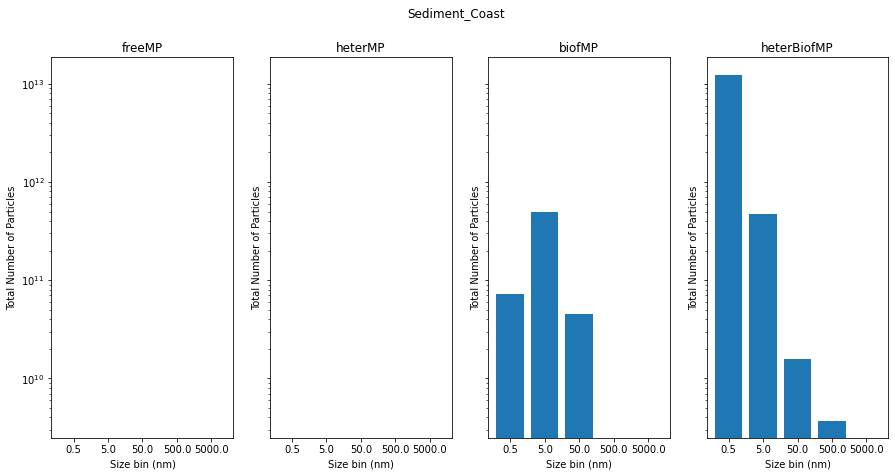 Sediment_Coast
freeMP
heterMP
biofMP
heterBiofMP
Total Number of Particles
10^13
10^12
10^11
10^10
0.5 5.0 50.0 500.0 5000.0
Size bin (nm)
Total Number of Particles
0.5 5.0 50.0 500.0 5000.0
Size bin (nm)
Total Number of Particles
0.5 5.0 50.0 500.0 5000.0
Size bin (nm)
Total Number of Particles
0.5 5.0 50.0 500.0 5000.0
Size bin (nm)